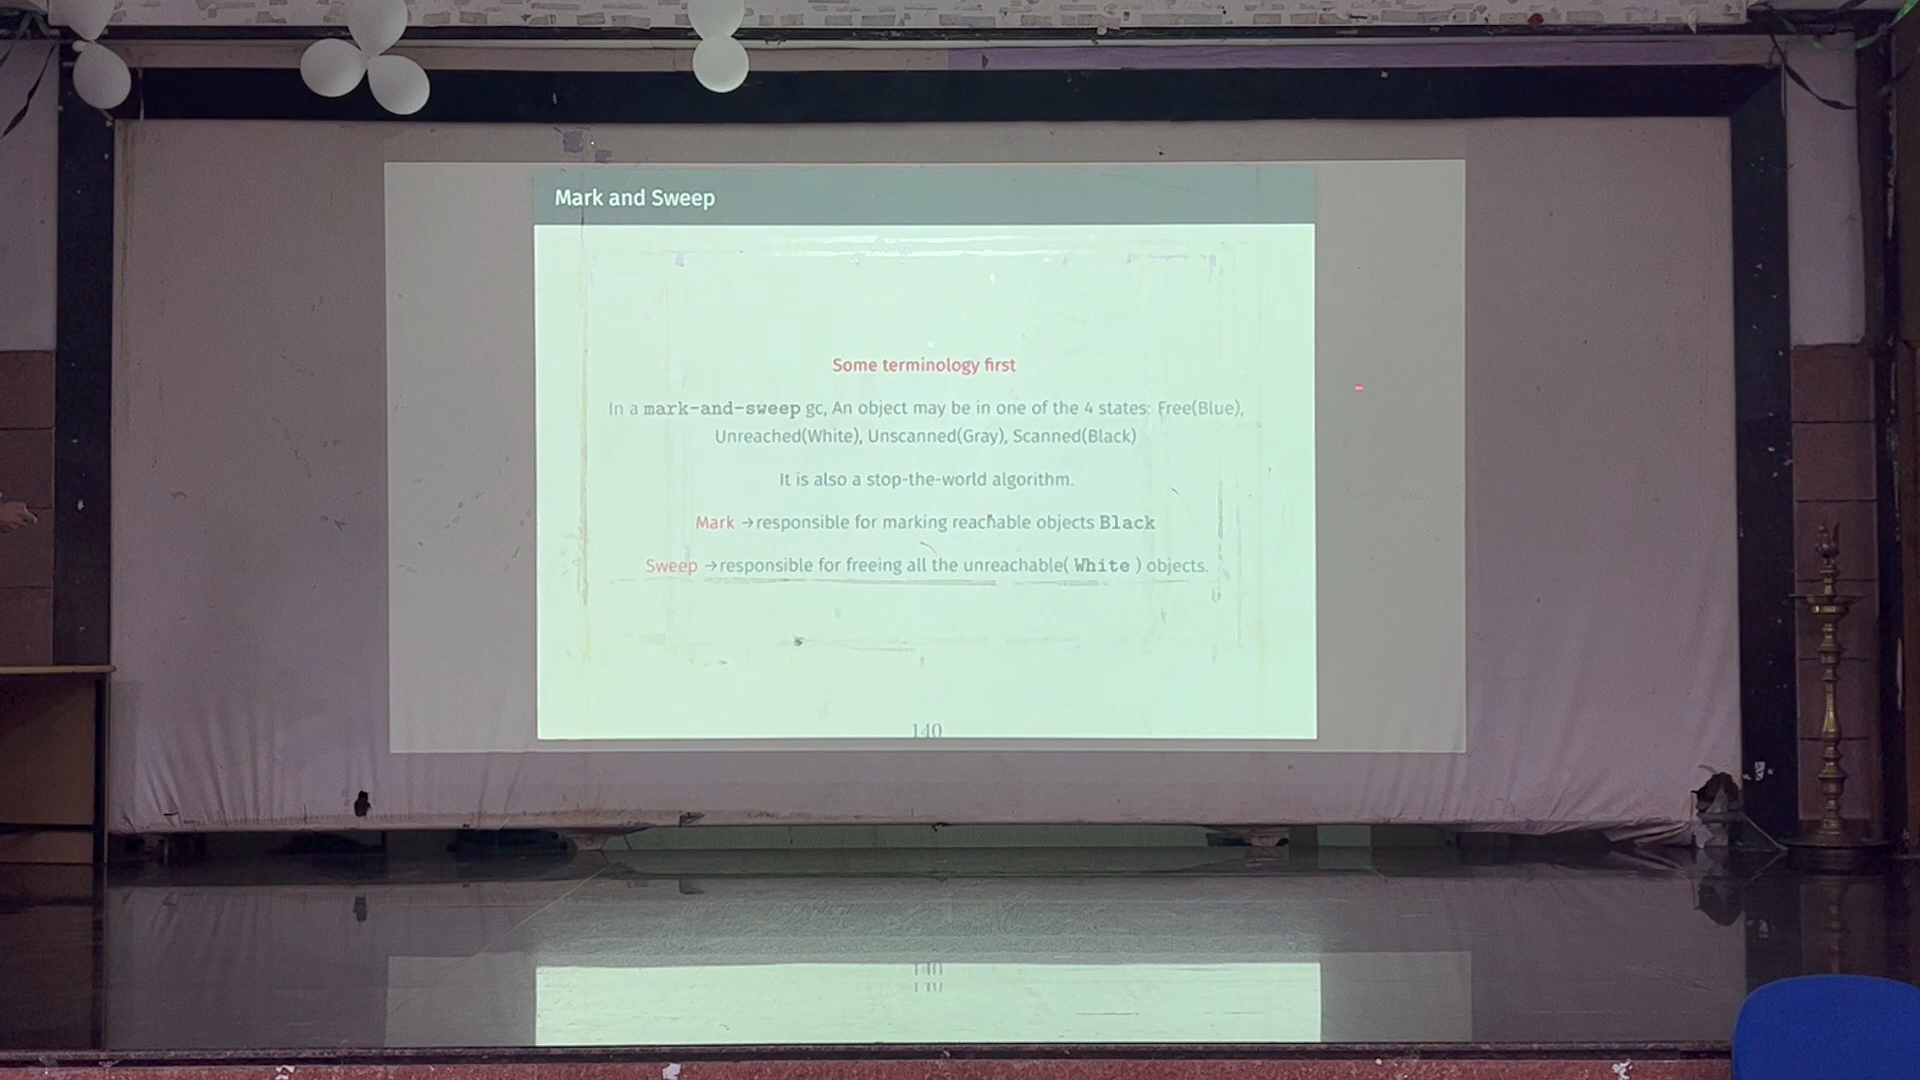 Mark and Sweep
Some terminology first
In a mark-and-sweep gc, An object may be in one of the 4 states: Free(Blue),
Unreached(White), Unscanned(Gray), Scanned(Black)
It is also a stop-the-world algorithm.
Mark →responsible for marking reachable objects Black
Sweep →responsible for freeing all the unreachable( White ) objects.
140